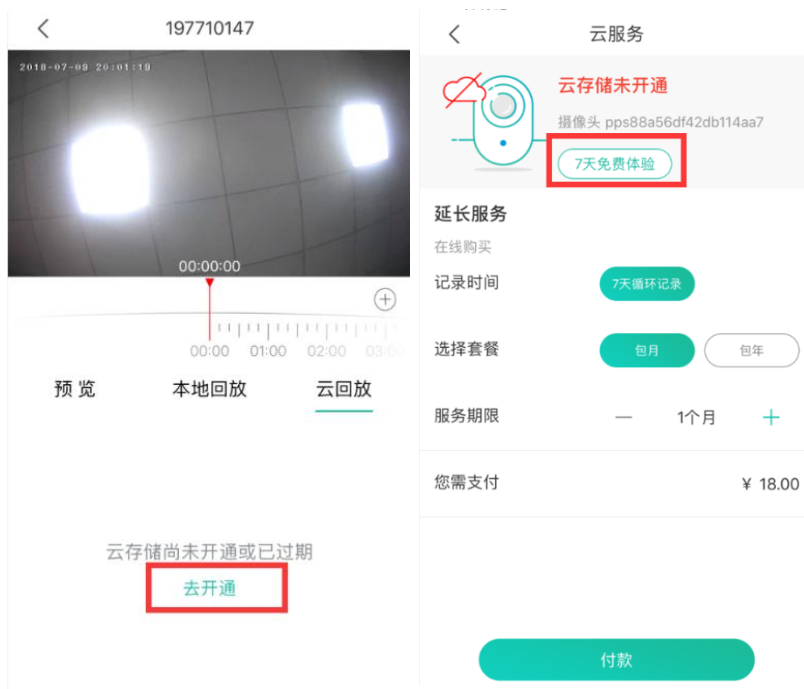 197710147
2018-07-09 20:01:19
00:00:00
00:00 01:00 02:00 03:00
预 览 本地回放 云回放
云存储尚未开通或已过期
去开通
云服务
云存储未开通
摄像头 pps88a56df42db114aa7
7天免费体验
延长服务
在线购买
记录时间 7天循环记录
选择套餐 包月 包年
服务期限 — 1个月 +
您需支付 ¥ 18.00
付款